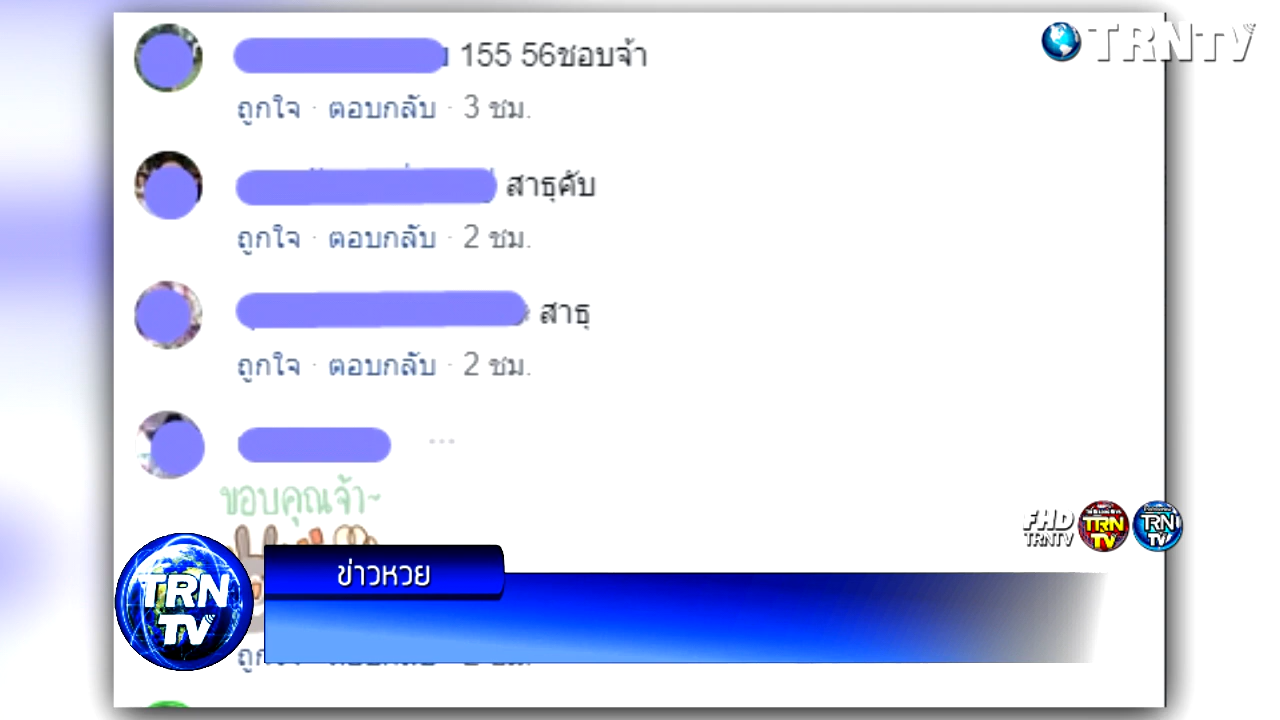 155 56ชอบจ้า
TRNTV
ถูกใจ · ตอบกลับ · 3 ชม.
สาธุคับ
ถูกใจ · ตอบกลับ · 2 ชม.
สาธุ
ถูกใจ · ตอบกลับ · 2 ชม.
ขอบคุณจ้า~
FHD
TRNTV
TRN
TV
TRN
TV
ข่าวหวย
TRN
TV